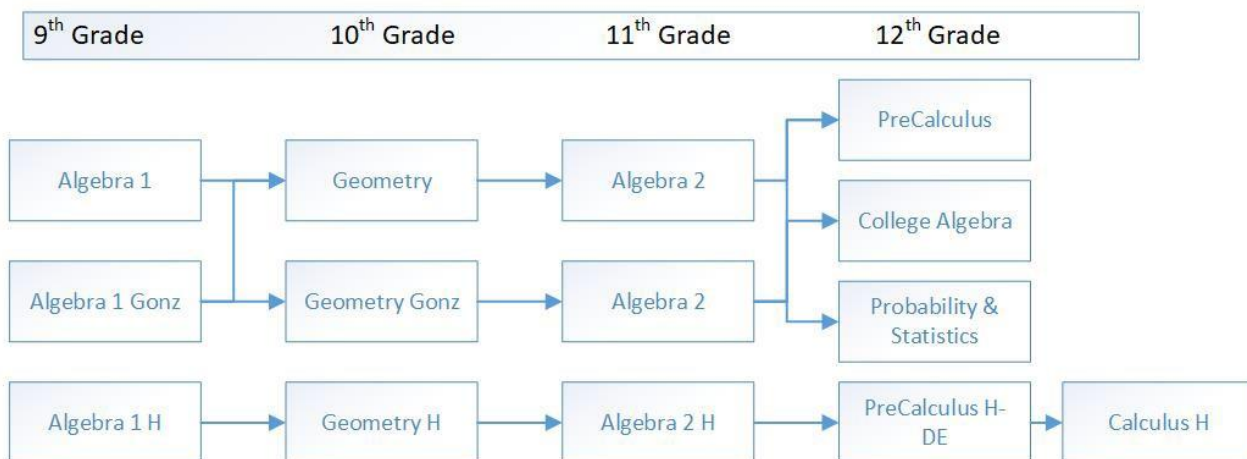 9th Grade
10th Grade
11th Grade
12th Grade
PreCalculus
Algebra 1
Geometry
Algebra 2
College Algebra
Algebra 1 Gonz
Geometry Gonz
Algebra 2
Probability &
Statistics
Algebra 1 H
Geometry H
Algebra 2 H
PreCalculus H-
DE
Calculus H